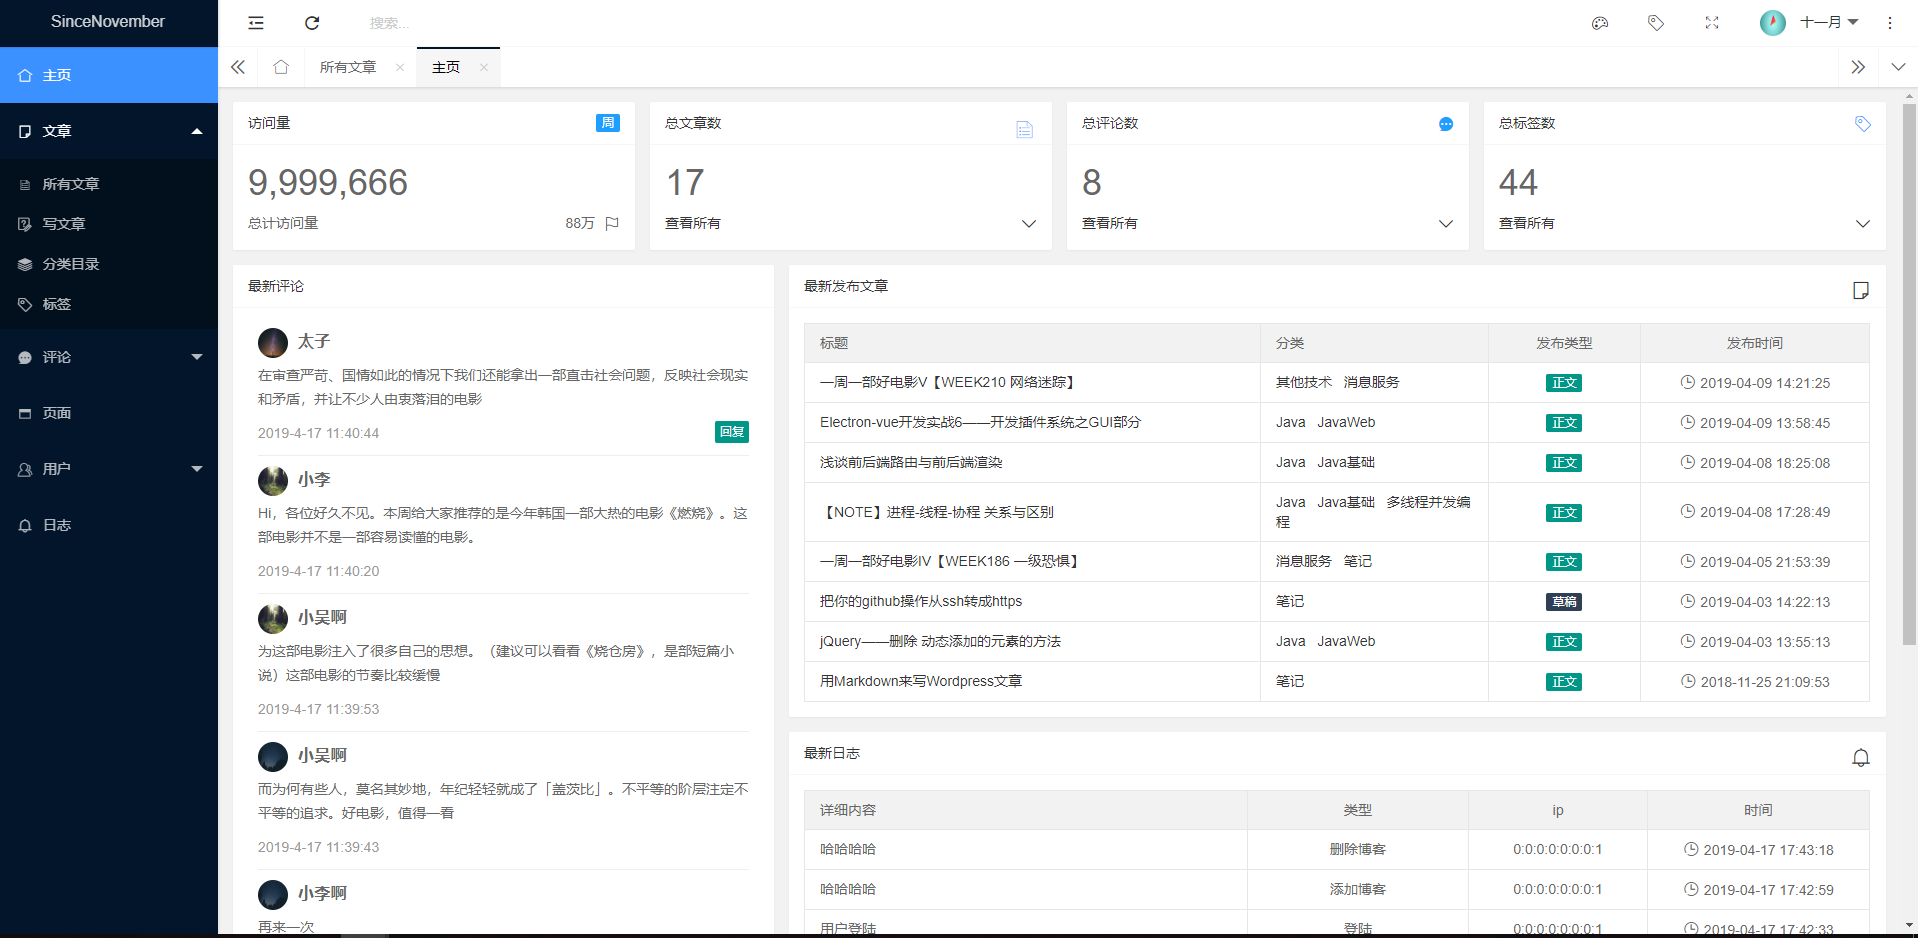 SinceNovember
搜索...
十一月
主页
文章
所有文章
写文章
分类目录
标签
评论
页面
用户
日志
所有文章
主页
访问量
周
9,999,666
总计访问量
88万
总文章数
17
查看所有
总评论数
8
查看所有
总标签数
44
查看所有
最新评论
太子
在审查严苛、国情如此的情况下我们还能拿出一部直击社会问题，反映社会现实
和矛盾，并让不少人由衷落泪的电影
2019-4-17 11:40:44
回复
小李
Hi，各位好久不见。本周给大家推荐的是今年韩国一部大热的电影《燃烧》。这
部电影并不是一部容易读懂的电影。
2019-4-17 11:40:20
小吴啊
为这部电影注入了很多自己的思想。（建议可以看看《烧仓房》，是部短篇小
说）这部电影的节奏比较缓慢
2019-4-17 11:39:53
小吴啊
而为何有些人，莫名其妙地，年纪轻轻就成了「盖茨比」。不平等的阶层注定不
平等的追求。好电影，值得一看
2019-4-17 11:39:43
小李啊
再来一次
最新发布文章
标题 分类 发布类型 发布时间
一周一部好电影V【WEEK210 网络迷踪】 其他技术 消息服务 正文 2019-04-09 14:21:25
Electron-vue开发实战6——开发插件系统之GUI部分 Java JavaWeb 正文 2019-04-09 13:58:45
浅谈前后端路由与前后端渲染 Java Java基础 正文 2019-04-08 18:25:08
【NOTE】进程-线程-协程 关系与区别 Java Java基础 多线程并发编
程 正文 2019-04-08 17:28:49
一周一部好电影IV【WEEK186 一级恐惧】 消息服务 笔记 正文 2019-04-05 21:53:39
把你的github操作从ssh转成https 笔记 草稿 2019-04-03 14:22:13
jQuery——删除 动态添加的元素的方法 Java JavaWeb 正文 2019-04-03 13:55:13
用Markdown来写Wordpress文章 笔记 正文 2018-11-25 21:09:53
最新日志
详细内容 类型 ip 时间
哈哈哈哈 删除博客 0:0:0:0:0:0:0:1 2019-04-17 17:43:18
哈哈哈哈 添加博客 0:0:0:0:0:0:0:1 2019-04-17 17:42:59
用户登陆 登陆 0:0:0:0:0:0:0:1 2019-04-17 17:42:33